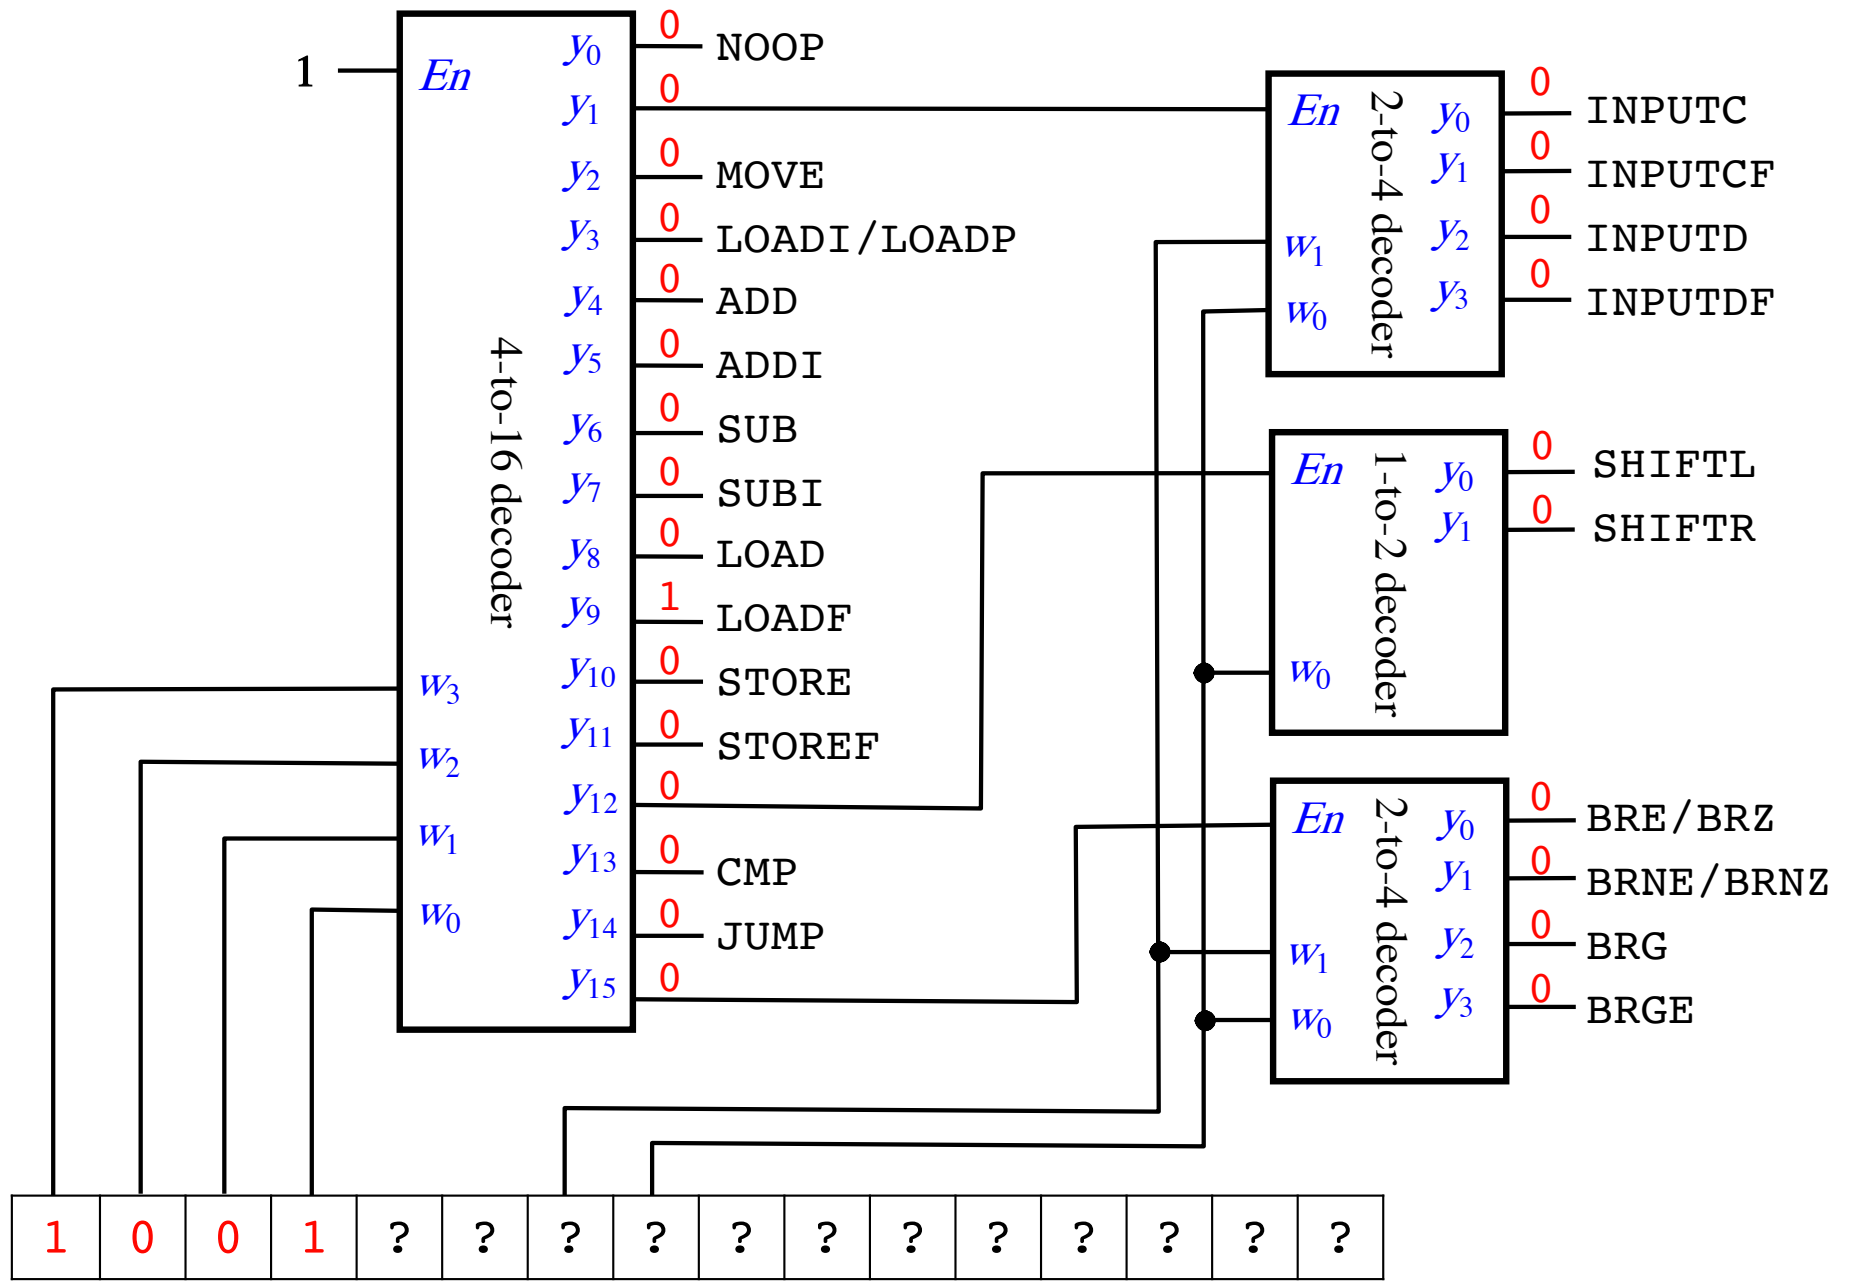 1
En
4-to-16 decoder
w3
w2
w1
w0
y0 0 NOOP
y1 0
y2 0 MOVE
y3 0 LOADI/LOADP
y4 0 ADD
y5 0 ADDI
y6 0 SUB
y7 0 SUBI
y8 0 LOAD
y9 1 LOADF
y10 0 STORE
y11 0 STOREF
y12 0
y13 0 CMP
y14 0 JUMP
y15 0
En
w1
w0
2-to-4 decoder
y0 0 INPUTC
y1 0 INPUTCF
y2 0 INPUTD
y3 0 INPUTDF
En
w0
1-to-2 decoder
y0 0 SHIFTL
y1 0 SHIFTR
En
w1
w0
2-to-4 decoder
y0 0 BRE/BRZ
y1 0 BRNE/BRNZ
y2 0 BRG
y3 0 BRGE
1 0 0 1 ? ? ? ? ? ? ? ? ? ? ? ?